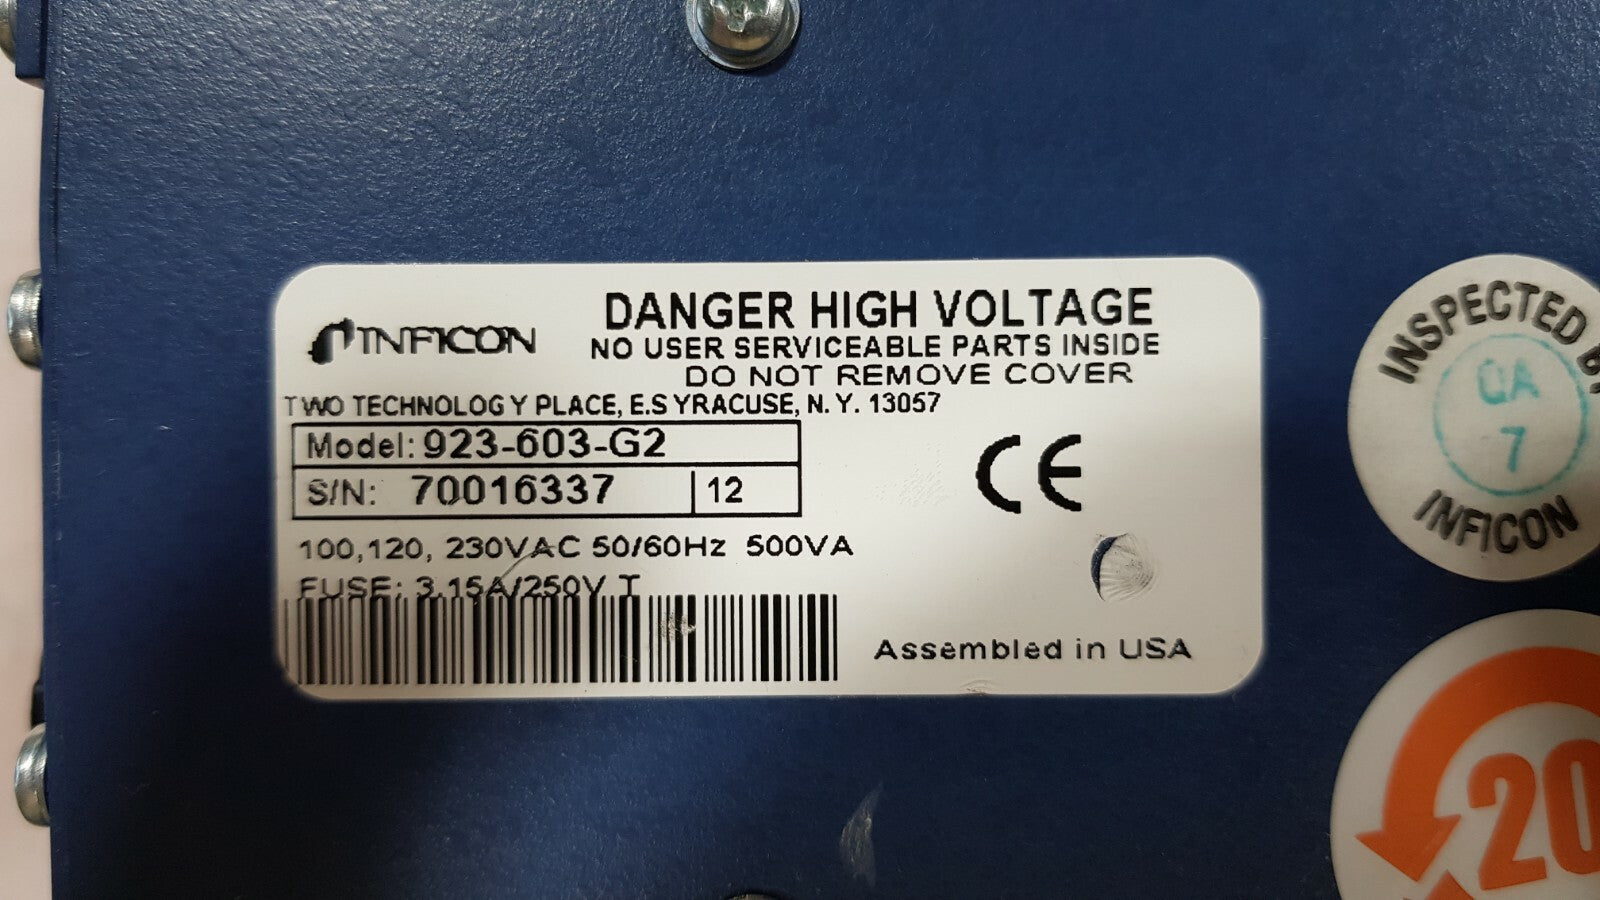 INFICON
DANGER HIGH VOLTAGE
NO USER SERVICEABLE PARTS INSIDE
DO NOT REMOVE COVER
TWO TECHNOLOGY PLACE, E.SYRACUSE, N.Y. 13057
Model: 923-603-G2
S/N: 70016337 12
CE
100,120, 230VAC 50/60Hz 500VA
FUSE: 3.15A/250V T
Assembled in USA
INSPECTED BY
QA
7
INFICON
20